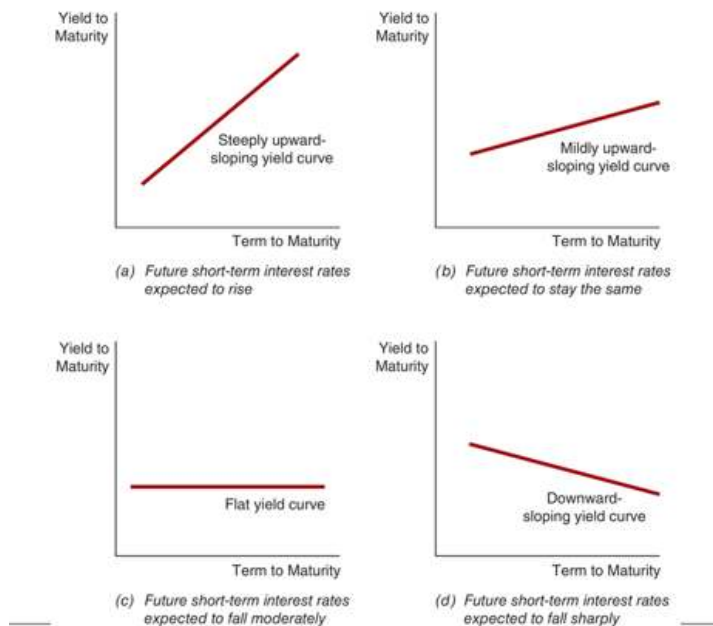 Yield to
Maturity
Steeply upward-
sloping yield curve
Term to Maturity
(a) Future short-term interest rates
expected to rise
Yield to
Maturity
Mildly upward-
sloping yield curve
Term to Maturity
(b) Future short-term interest rates
expected to stay the same
Yield to
Maturity
Flat yield curve
Term to Maturity
(c) Future short-term interest rates
expected to fall moderately
Yield to
Maturity
Downward-
sloping yield curve
Term to Maturity
(d) Future short-term interest rates
expected to fall sharply